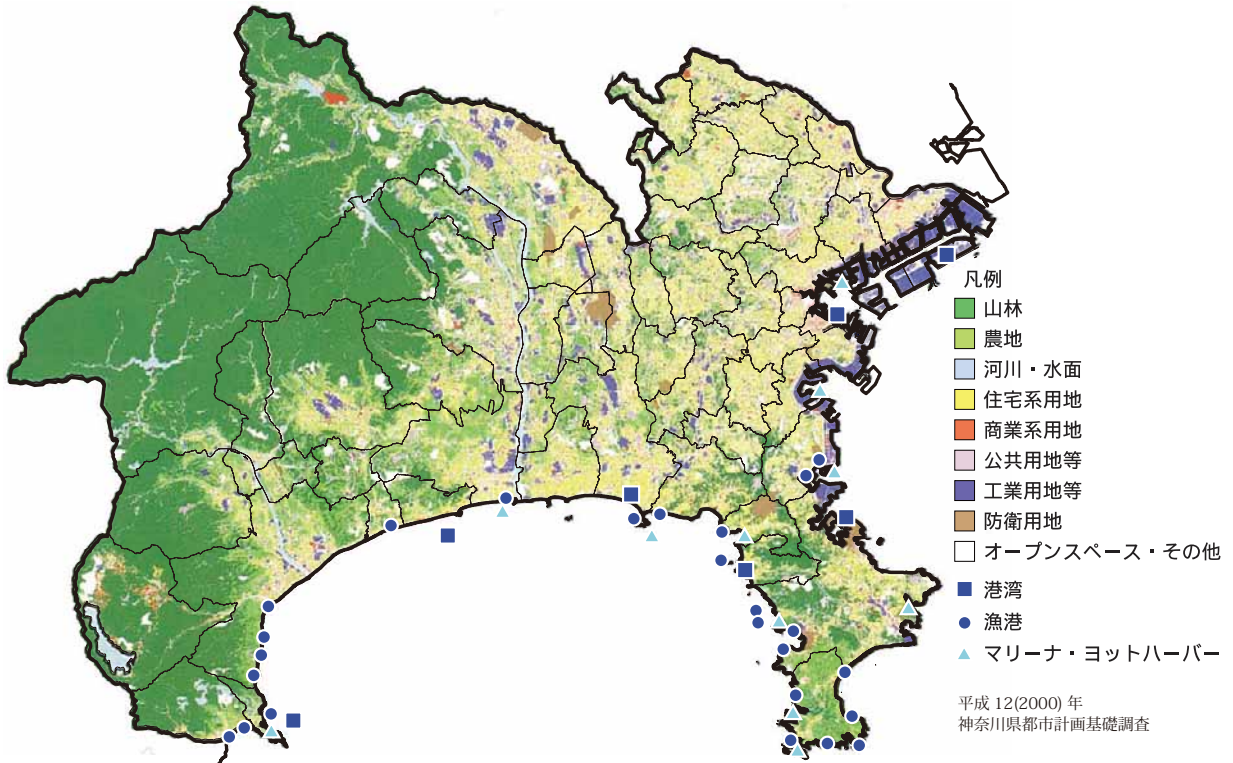 凡例
山林
農地
河川・水面
住宅系用地
商業系用地
公共用地等
工業用地等
防衛用地
オープンスペース・その他
港湾
漁港
マリーナ・ヨットハーバー
平成 12(2000) 年
神奈川県都市計画基礎調査